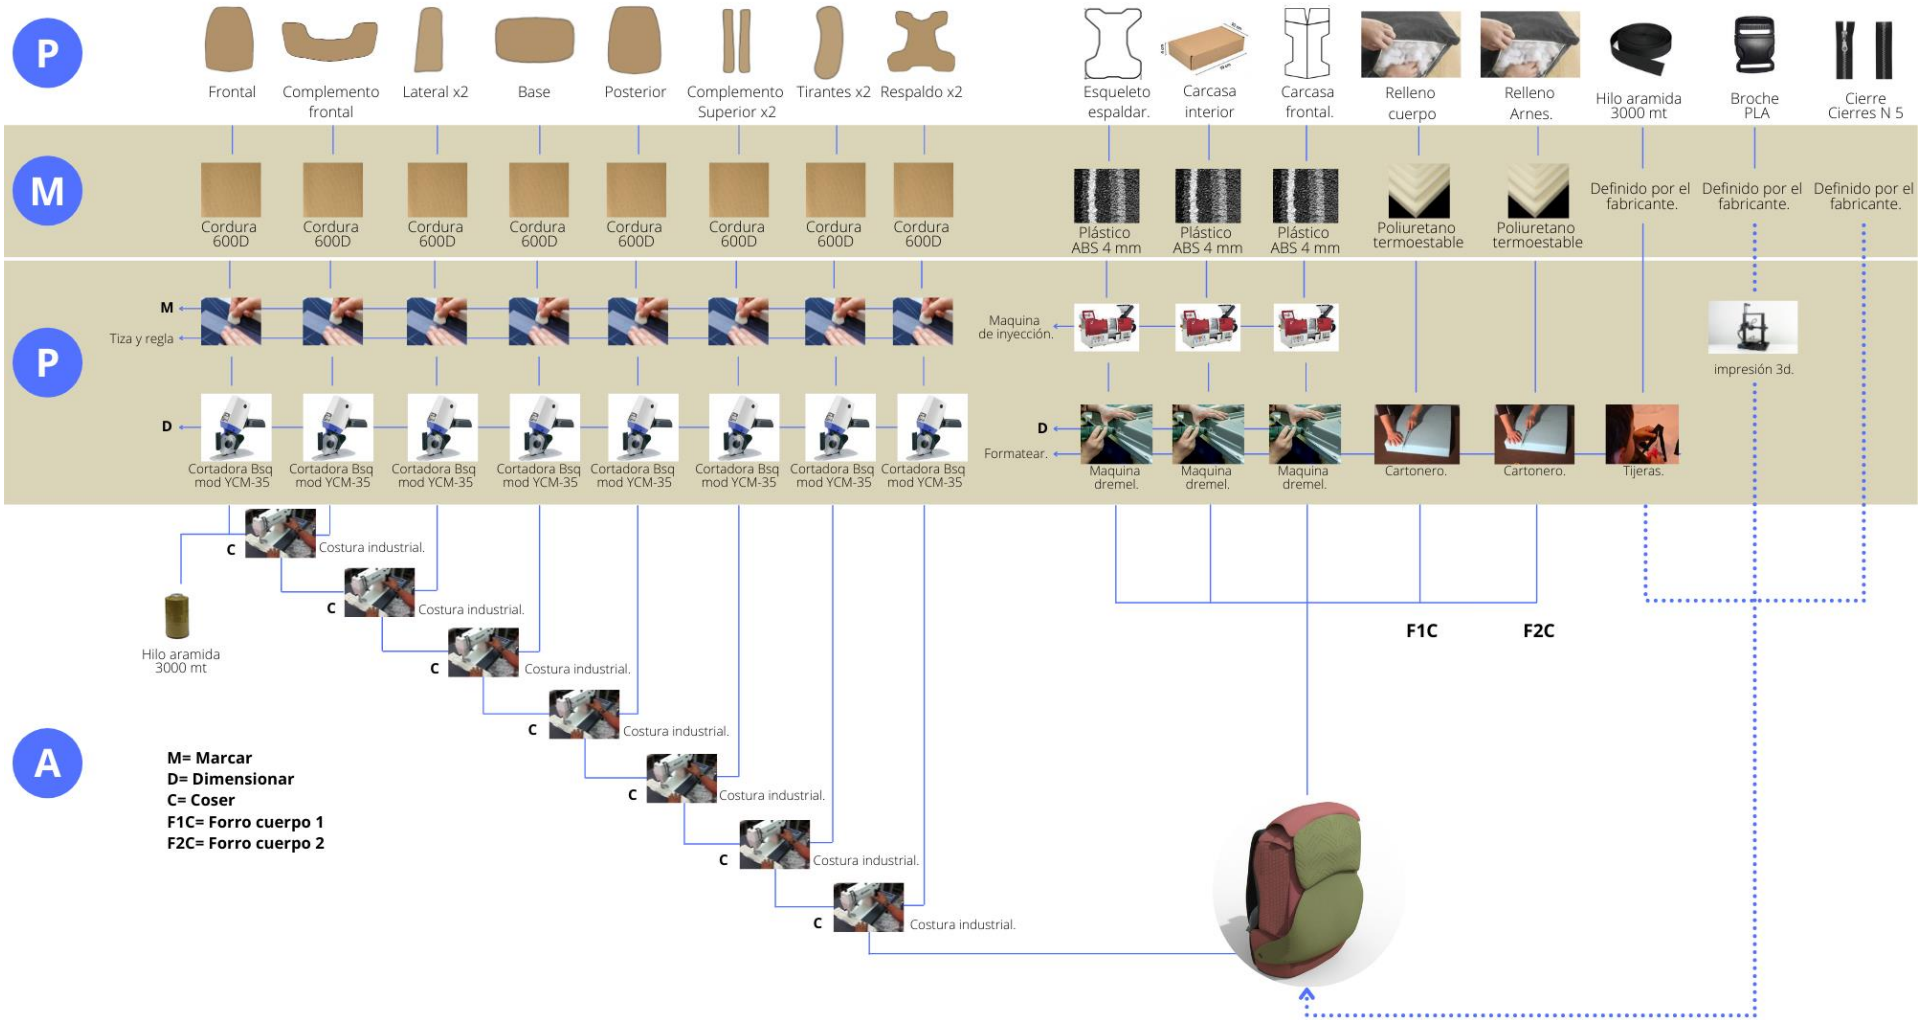 P
Frontal
Complemento
frontal
Lateral x2
Base
Posterior
Complemento
Superior x2
Tirantes x2
Respaldo x2
Esqueleto
espaldar.
Carcasa
interior
Carcasa
frontal.
Relleno
cuerpo
Relleno
Arnes.
Hilo aramida
3000 mt
Broche
PLA
Cierre
Cierres N 5
M
Cordura
600D
Cordura
600D
Cordura
600D
Cordura
600D
Cordura
600D
Cordura
600D
Cordura
600D
Cordura
600D
Plástico
ABS 4 mm
Plástico
ABS 4 mm
Plástico
ABS 4 mm
Poliuretano
termoestable
Poliuretano
termoestable
Definido por el
fabricante.
Definido por el
fabricante.
Definido por el
fabricante.
P
M
Tiza y regla
Maquina
de inyección.
impresión 3d.
D
Cortadora Bsq
mod YCM-35
Cortadora Bsq
mod YCM-35
Cortadora Bsq
mod YCM-35
Cortadora Bsq
mod YCM-35
Cortadora Bsq
mod YCM-35
Cortadora Bsq
mod YCM-35
Cortadora Bsq
mod YCM-35
Cortadora Bsq
mod YCM-35
D
Formatear.
Maquina
dremel.
Maquina
dremel.
Maquina
dremel.
Cartonero.
Cartonero.
Tijeras.
C
Costura industrial.
C
Costura industrial.
Hilo aramida
3000 mt
C
Costura industrial.
F1C
F2C
C
Costura industrial.
C
Costura industrial.
C
Costura industrial.
C
Costura industrial.
A
M= Marcar
D= Dimensionar
C= Coser
F1C= Forro cuerpo 1
F2C= Forro cuerpo 2